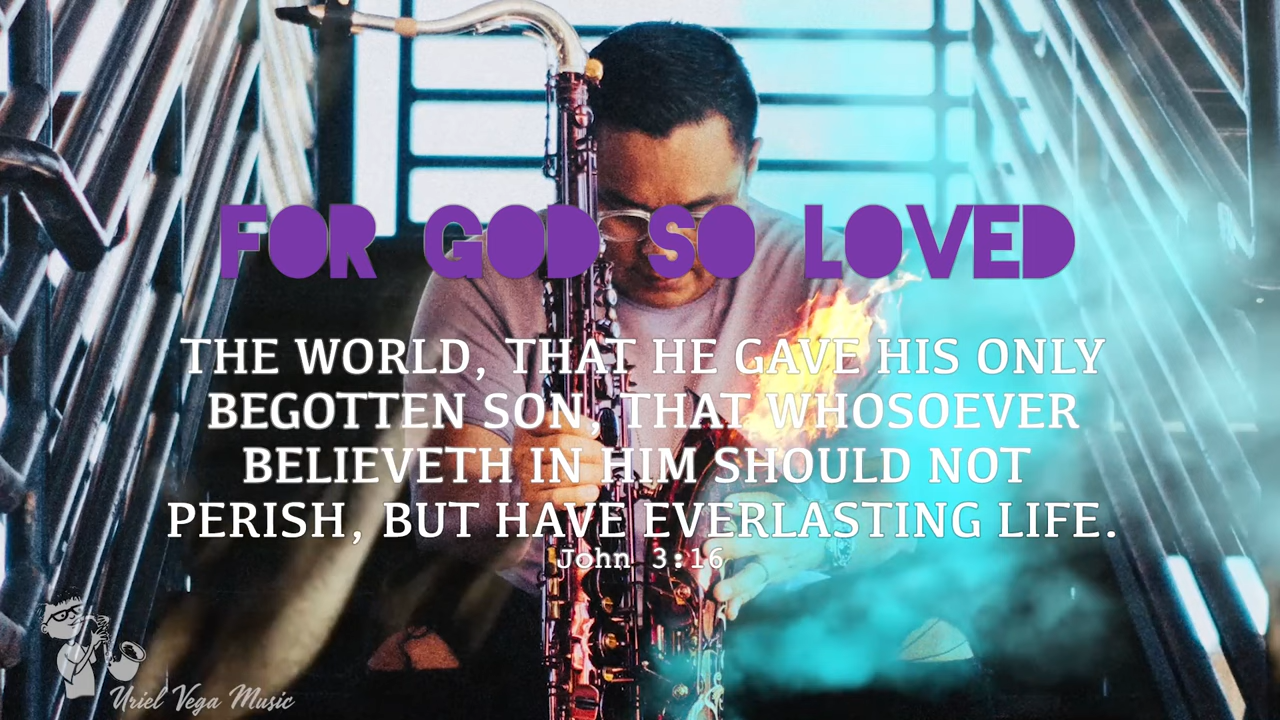 FOR GOD SO LOVED
THE WORLD, THAT HE GAVE HIS ONLY
BEGOTTEN SON, THAT WHOSOEVER
BELIEVETH IN HIM SHOULD NOT
PERISH, BUT HAVE EVERLASTING LIFE.
John 3:16
Uriel Vega Music